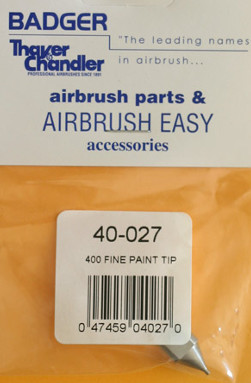 BADGER
Thayer &
Chandler
PROFESSIONAL AIRBRUSHES SINCE 1891
"The leading names
in airbrush...
airbrush parts &
AIRBRUSH EASY
accessories
40-027
400 FINE PAINT TIP
0 47459 04027 0